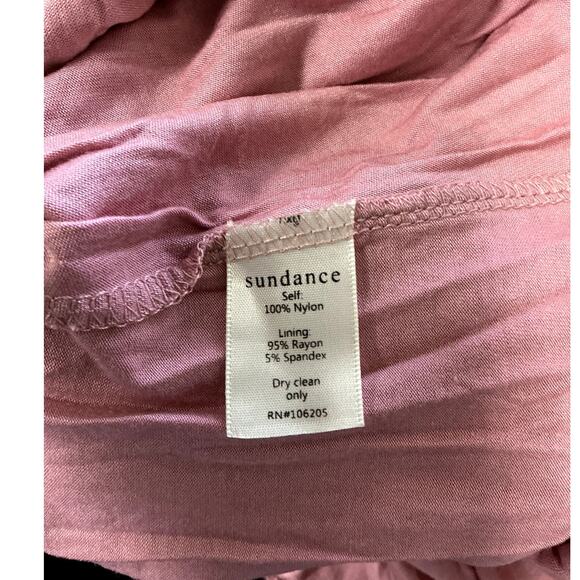 sundance
Self:
100% Nylon
Lining:
95% Rayon
5% Spandex
Dry clean
only
RN#106205